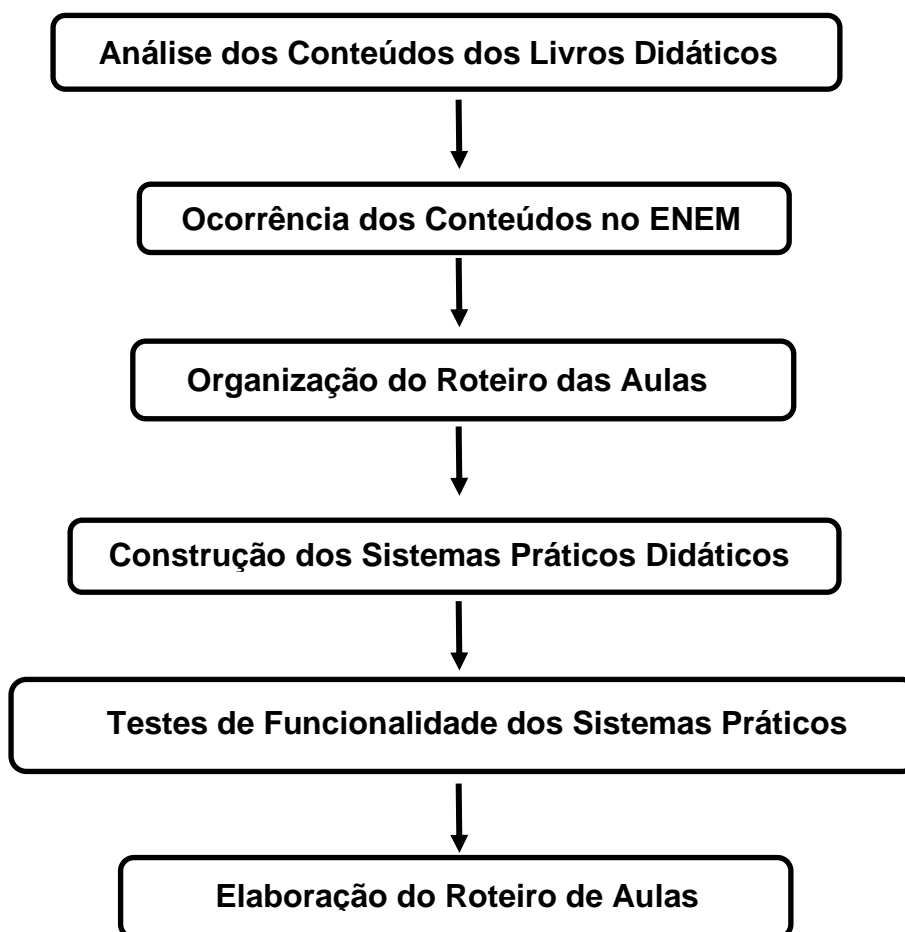 Análise dos Conteúdos dos Livros Didáticos
Ocorrência dos Conteúdos no ENEM
Organização do Roteiro das Aulas
Construção dos Sistemas Práticos Didáticos
Testes de Funcionalidade dos Sistemas Práticos
Elaboração do Roteiro de Aulas